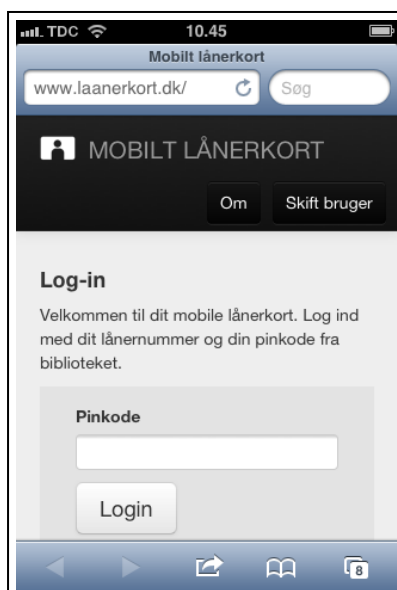 TDC 10.45
Mobilt lånerkort
www.laanerkort.dk/ Søg
MOBILT LÅNERKORT
Om Skift bruger
Log-in
Velkommen til dit mobile lånerkort. Log ind
med dit lånernummer og din pinkode fra
biblioteket.
Pinkode
Login
8